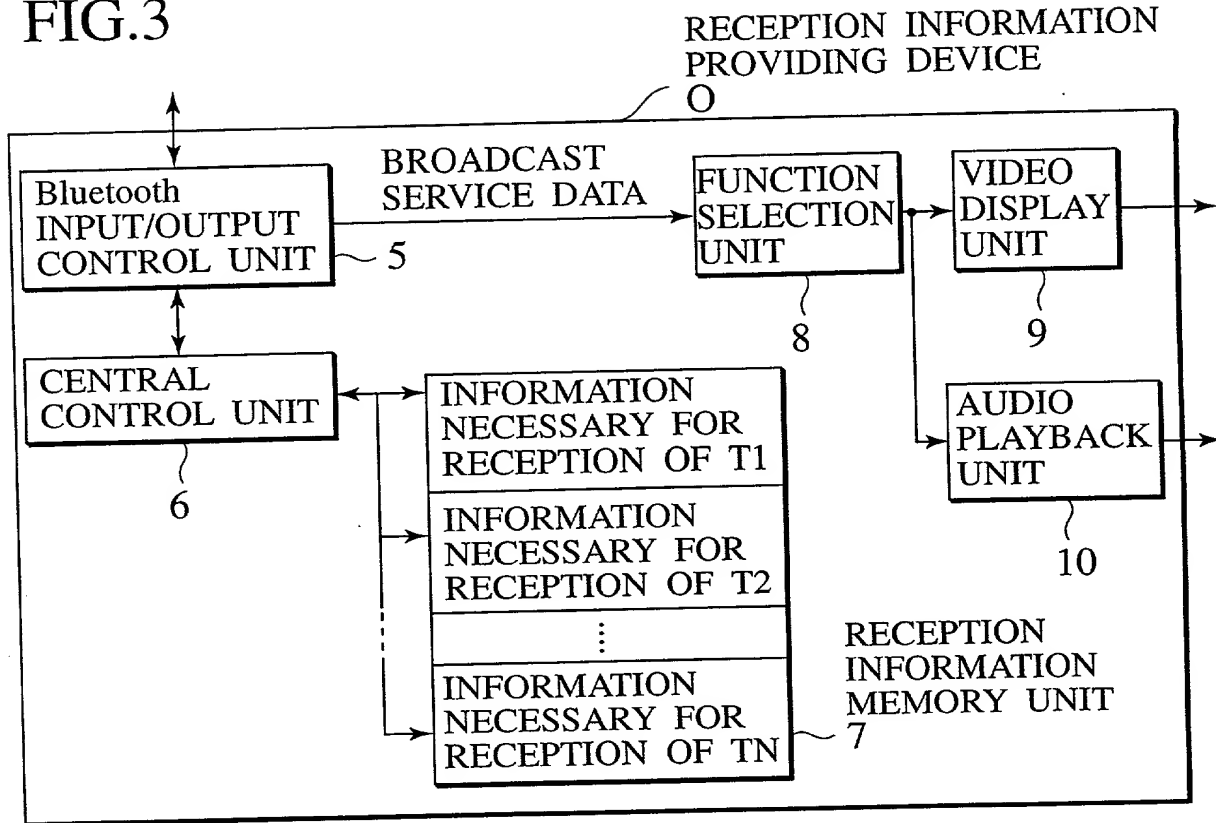 FIG.3
RECEPTION INFORMATION
PROVIDING DEVICE
O
Bluetooth
INPUT/OUTPUT
CONTROL UNIT
5
BROADCAST
SERVICE DATA
FUNCTION
SELECTION
UNIT
8
VIDEO
DISPLAY
UNIT
9
CENTRAL
CONTROL UNIT
6
INFORMATION
NECESSARY FOR
RECEPTION OF T1
INFORMATION
NECESSARY FOR
RECEPTION OF T2
⋮
INFORMATION
NECESSARY FOR
RECEPTION OF TN
AUDIO
PLAYBACK
UNIT
10
RECEPTION
INFORMATION
MEMORY UNIT
7